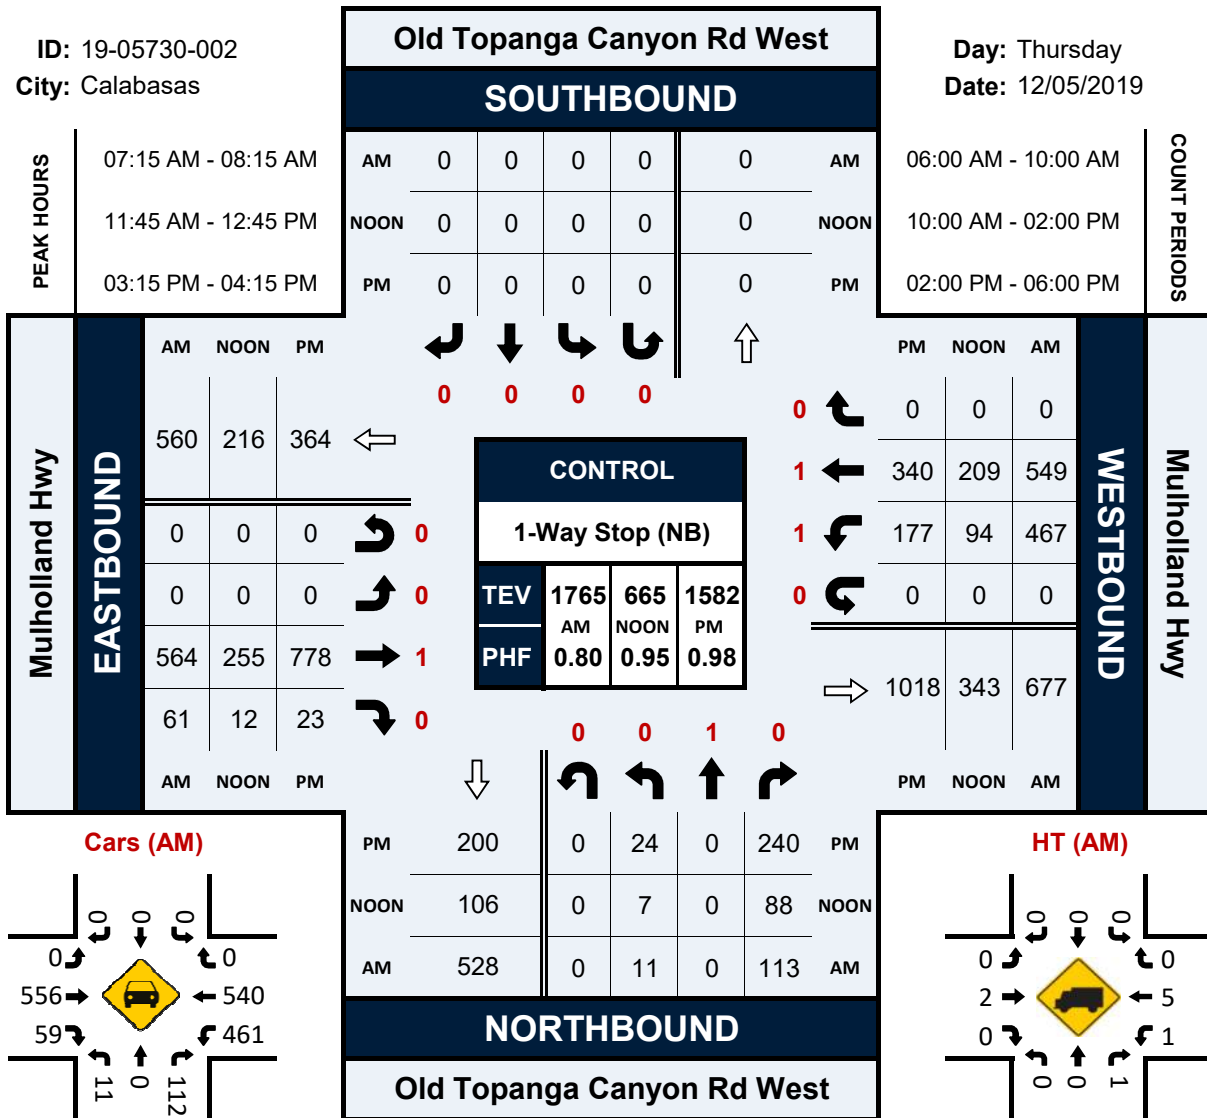 Old Topanga Canyon Rd West
ID: 19-05730-002
Day: Thursday
City: Calabasas
Date: 12/05/2019
SOUTHBOUND
PEAK HOURS
07:15 AM - 08:15 AM
11:45 AM - 12:45 PM
03:15 PM - 04:15 PM
AM 0 0 0 0 0 AM
NOON 0 0 0 0 0 NOON
PM 0 0 0 0 0 PM
06:00 AM - 10:00 AM
10:00 AM - 02:00 PM
02:00 PM - 06:00 PM
COUNT PERIODS
0 0 0 0
Mulholland Hwy
EASTBOUND
AM NOON PM
560 216 364
0 0 0 0
0 0 0 0
564 255 778 1
61 12 23 0
AM NOON PM
CONTROL
1-Way Stop (NB)
TEV 1765 665 1582
AM NOON PM
PHF 0.80 0.95 0.98
PM NOON AM
0 0 0 0
1 340 209 549
1 177 94 467
0 0 0 0
1018 343 677
PM NOON AM
WESTBOUND
Mulholland Hwy
0 0 1 0
PM 200 0 24 0 240 PM
NOON 106 0 7 0 88 NOON
AM 528 0 11 0 113 AM
NORTHBOUND
Old Topanga Canyon Rd West
Cars (AM)
0 0 0
0 0
556 540
59 461
11 0 112
HT (AM)
0 0 0
0 0
2 5
0 1
0 0 1